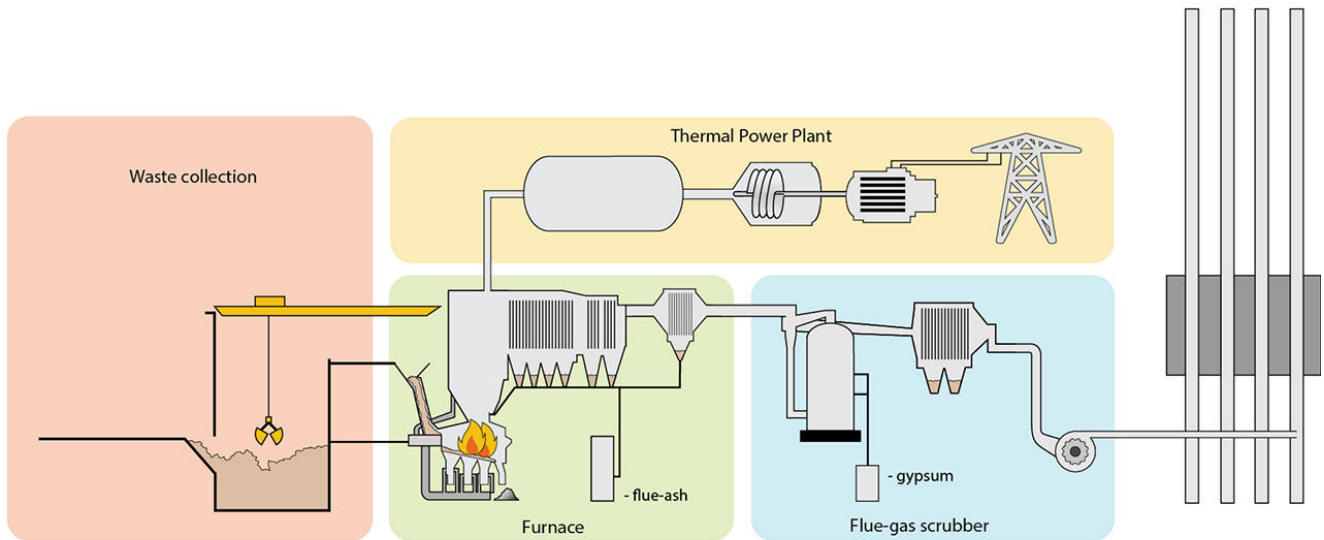 Waste collection
Thermal Power Plant
- flue-ash
Furnace
- gypsum
Flue-gas scrubber